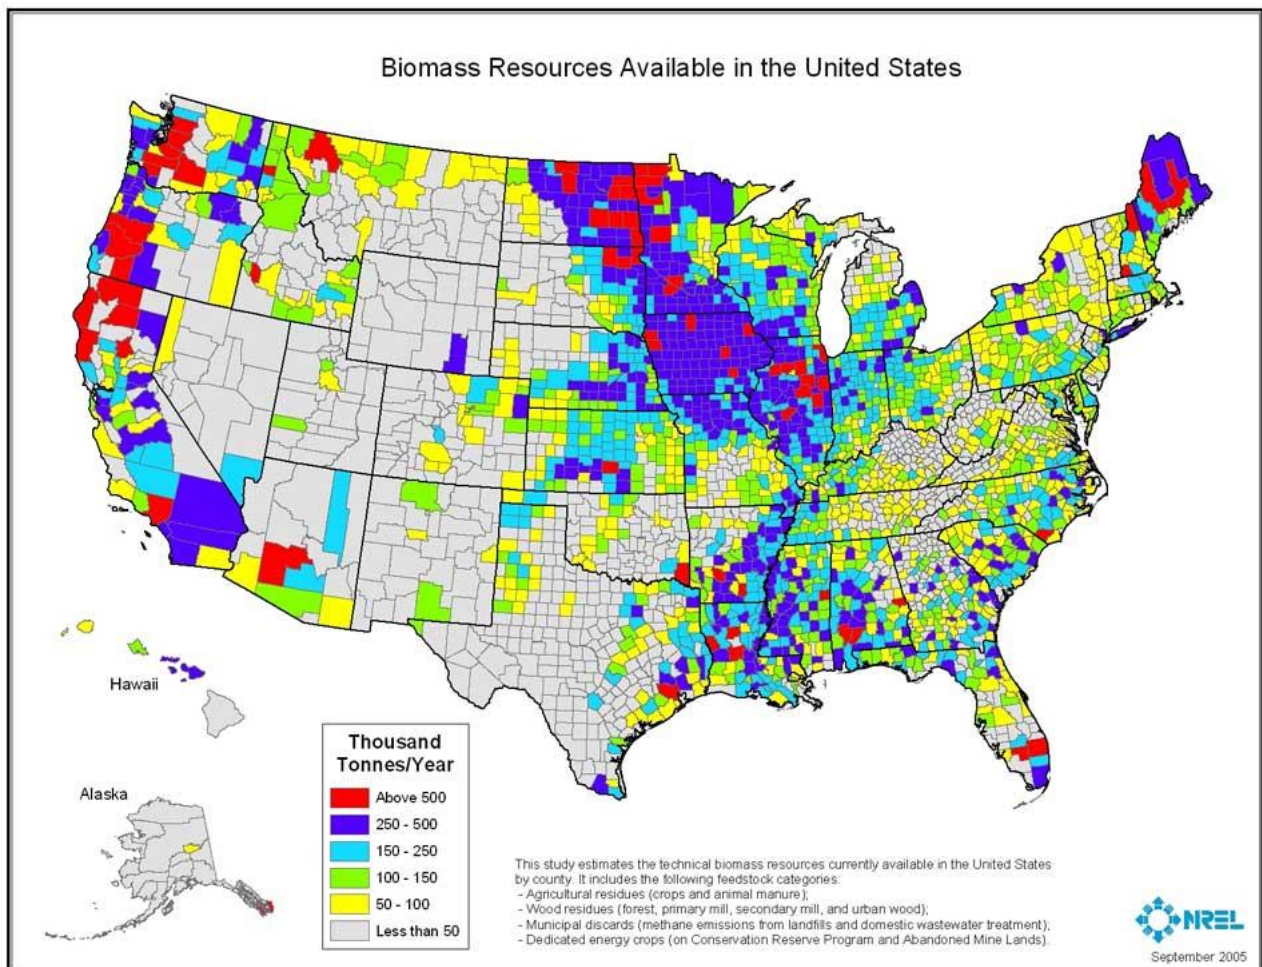 Biomass Resources Available in the United States
Hawaii
Alaska
Thousand
Tonnes/Year
Above 500
250 - 500
150 - 250
100 - 150
50 - 100
Less than 50
This study estimates the technical biomass resources currently available in the United States
by county. It includes the following feedstock categories:
- Agricultural residues (crops and animal manure);
- Wood residues (forest, primary mill, secondary mill, and urban wood);
- Municipal discards (methane emissions from landfills and domestic wastewater treatment);
- Dedicated energy crops (on Conservation Reserve Program and Abandoned Mine Lands).
NREL
September 2005